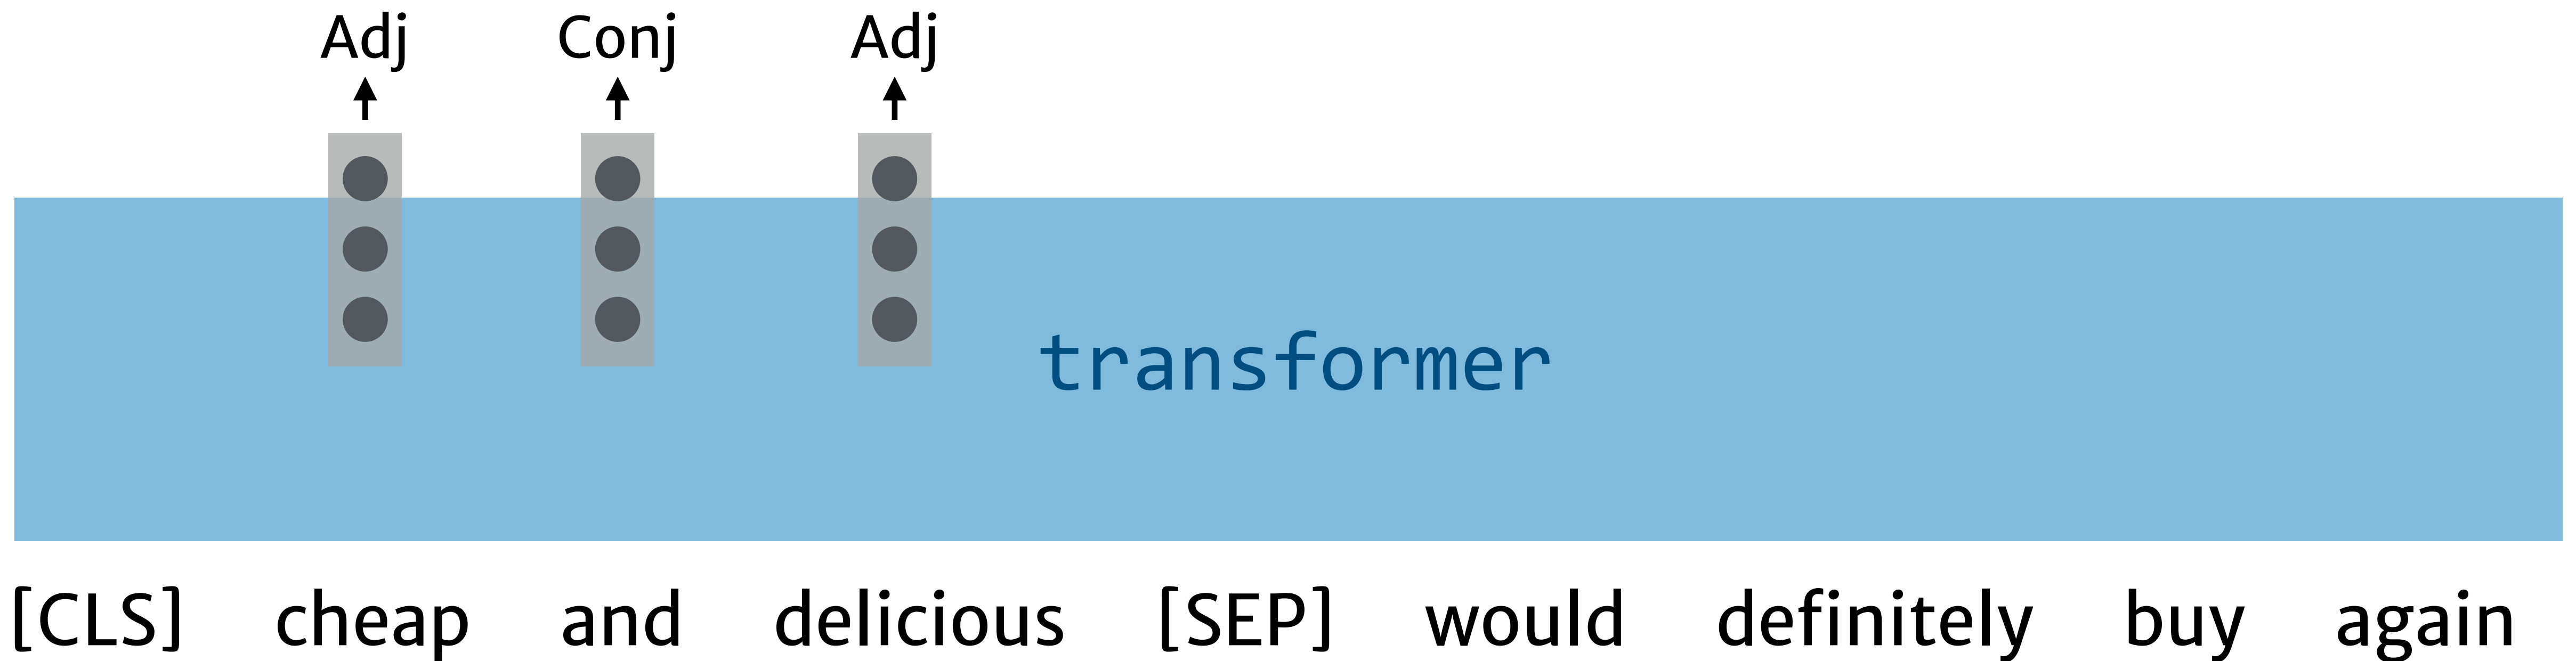 Adj Conj Adj
transformer
[CLS] cheap and delicious [SEP] would definitely buy again